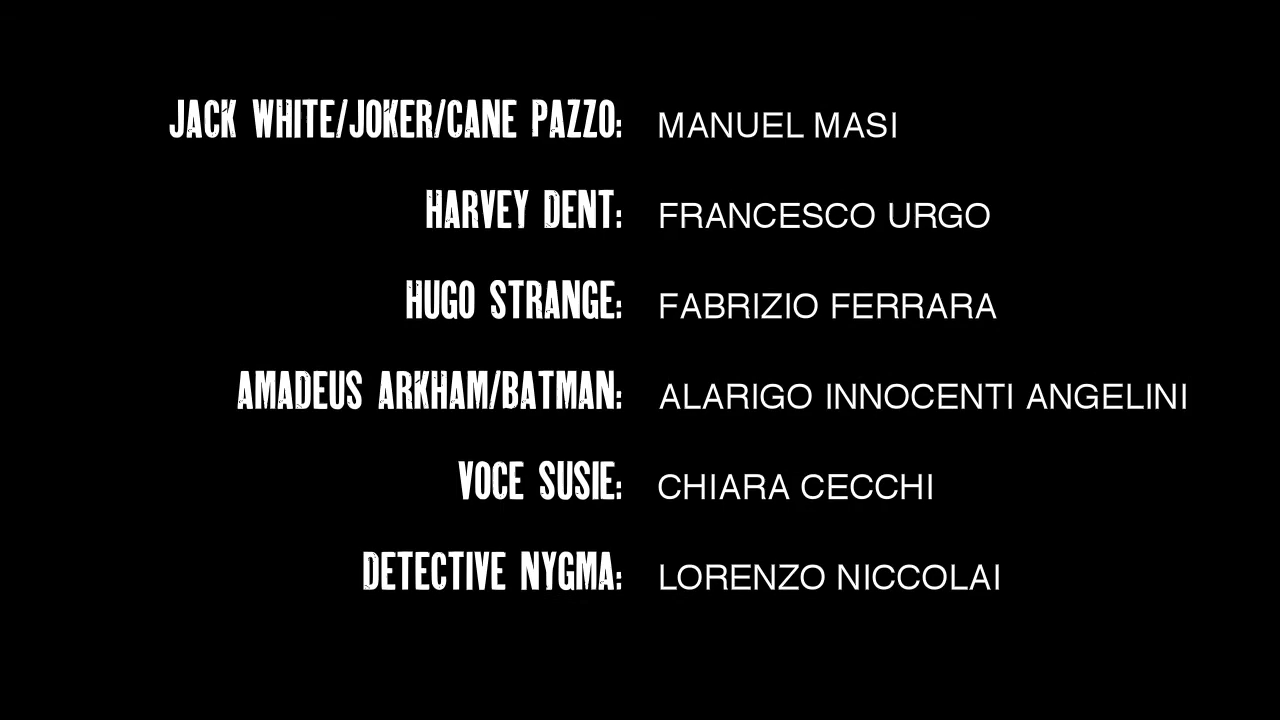 JACK WHITE/JOKER/CANE PAZZO: MANUEL MASI
HARVEY DENT: FRANCESCO URGO
HUGO STRANGE: FABRIZIO FERRARA
AMADEUS ARKHAM/BATMAN: ALARIGO INNOCENTI ANGELINI
VOCE SUSIE: CHIARA CECCHI
DETECTIVE NYGMA: LORENZO NICCOLAI